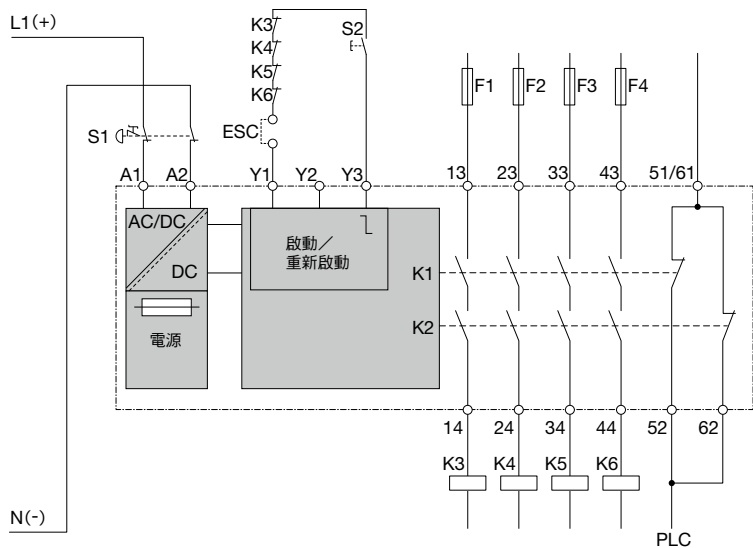 L1(+)
K3
K4
K5
K6
S2
F1 F2 F3 F4
S1
ESC
A1 A2 Y1 Y2 Y3 13 23 33 43 51/61
AC/DC
DC
啟動／
重新啟動
K1
電源
K2
14 24 34 44 52 62
K3 K4 K5 K6
N(-)
PLC